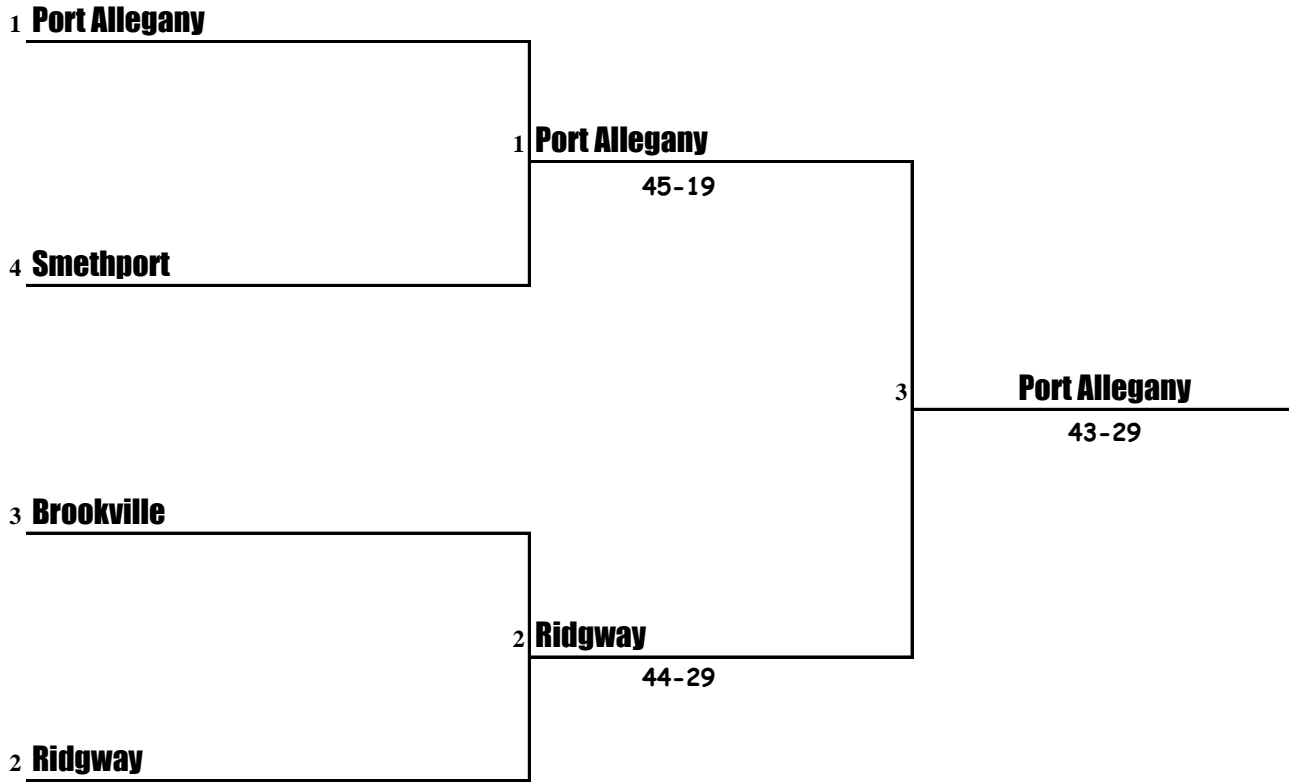 1 Port Allegany
1 Port Allegany
45-19
4 Smethport
3 Port Allegany
43-29
3 Brookville
2 Ridgway
44-29
2 Ridgway